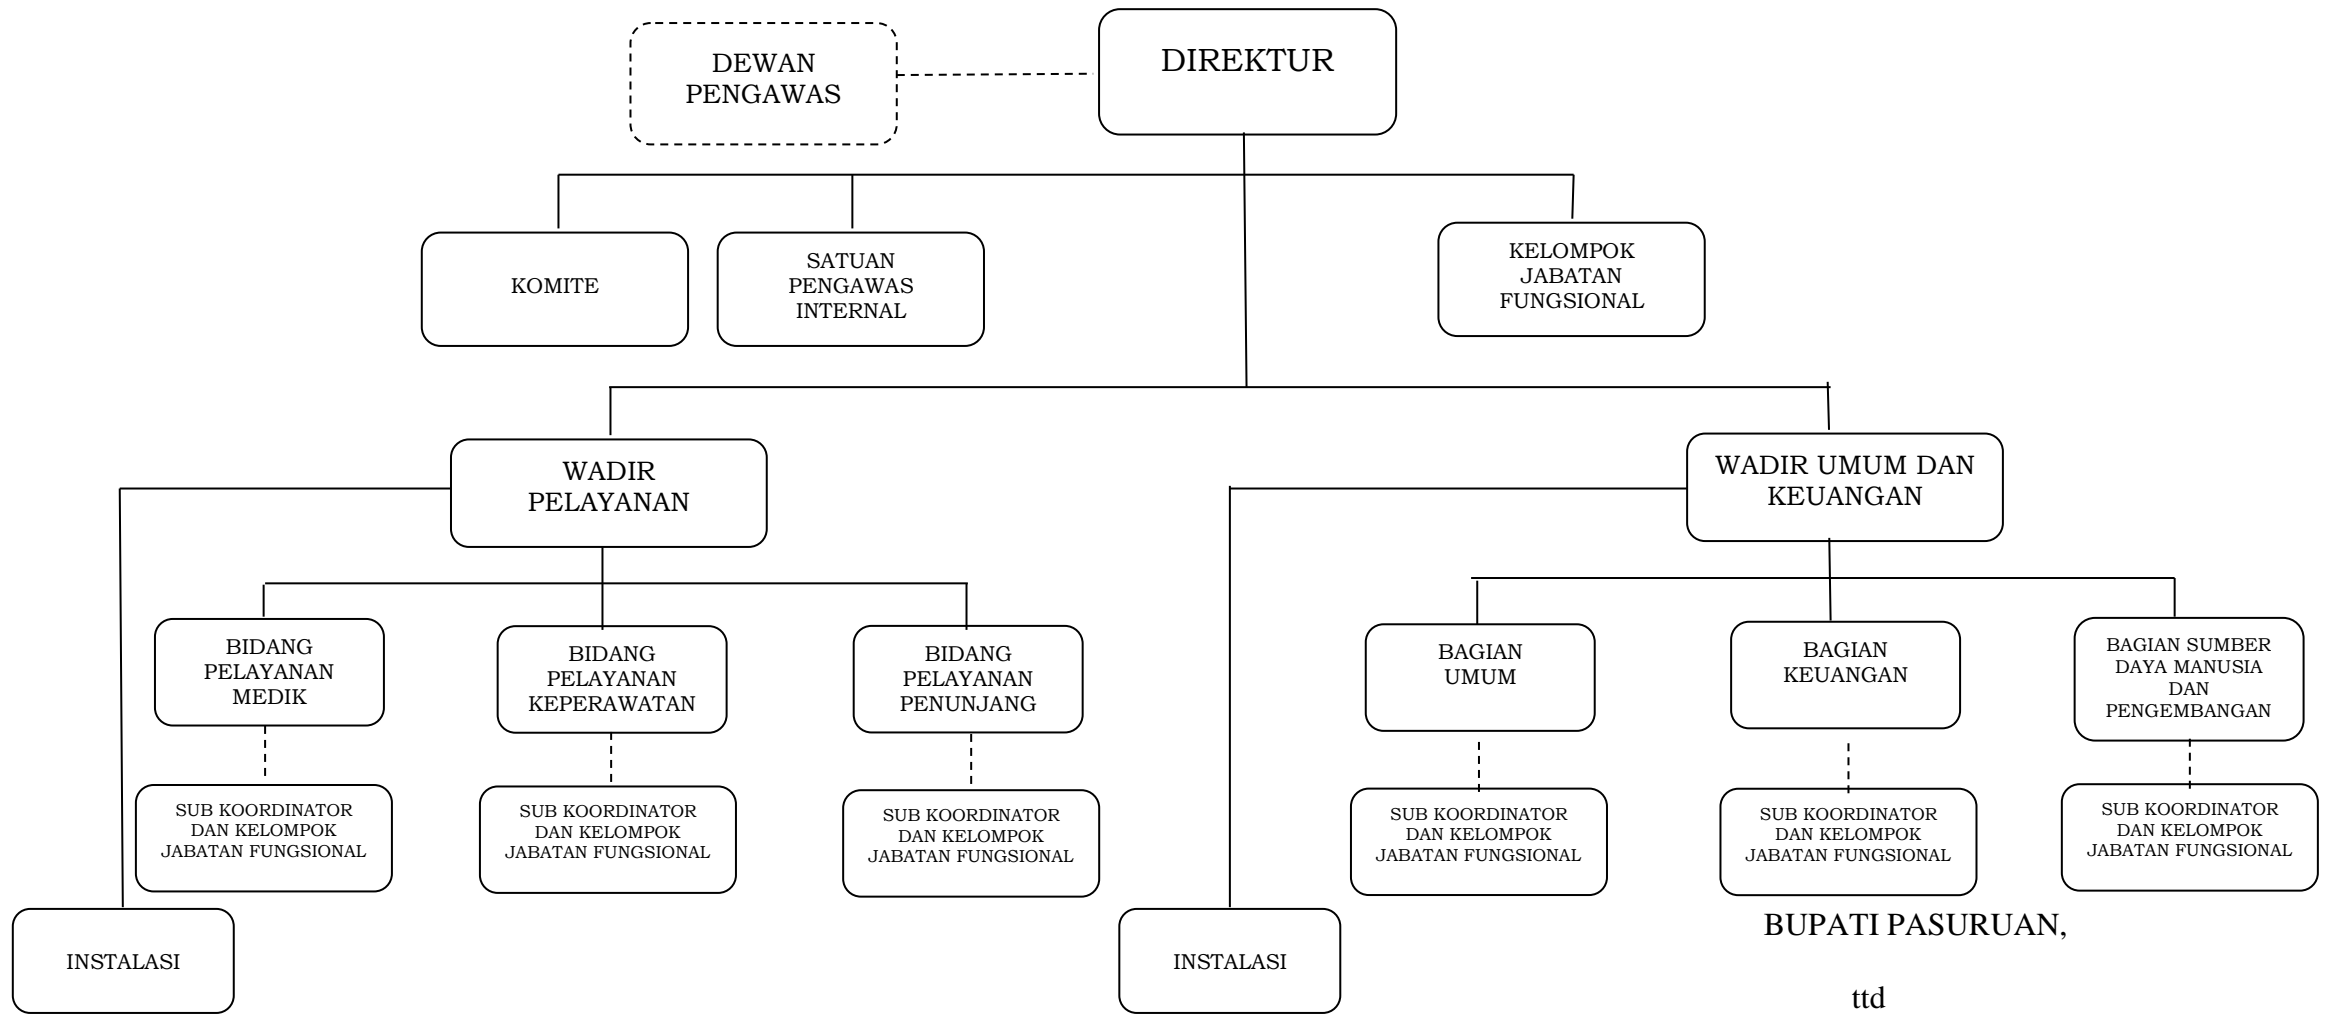 DEWAN
PENGAWAS
DIREKTUR
KOMITE
SATUAN
PENGAWAS
INTERNAL
KELOMPOK
JABATAN
FUNGSIONAL
WADIR
PELAYANAN
WADIR UMUM DAN
KEUANGAN
BIDANG
PELAYANAN
MEDIK
BIDANG
PELAYANAN
KEPERAWATAN
BIDANG
PELAYANAN
PENUNJANG
BAGIAN
UMUM
BAGIAN
KEUANGAN
BAGIAN SUMBER
DAYA MANUSIA
DAN
PENGEMBANGAN
SUB KOORDINATOR
DAN KELOMPOK
JABATAN FUNGSIONAL
SUB KOORDINATOR
DAN KELOMPOK
JABATAN FUNGSIONAL
SUB KOORDINATOR
DAN KELOMPOK
JABATAN FUNGSIONAL
SUB KOORDINATOR
DAN KELOMPOK
JABATAN FUNGSIONAL
SUB KOORDINATOR
DAN KELOMPOK
JABATAN FUNGSIONAL
SUB KOORDINATOR
DAN KELOMPOK
JABATAN FUNGSIONAL
INSTALASI
INSTALASI
BUPATI PASURUAN,
ttd